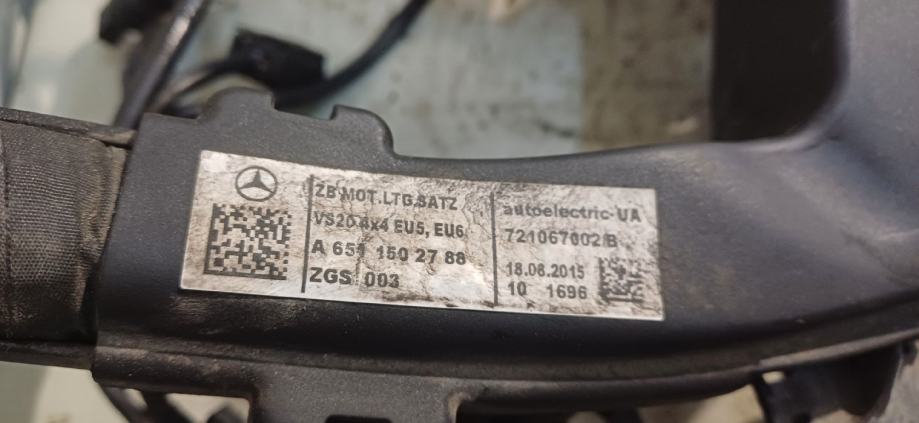 ZB MOT.LTG.SATZ
VS20 4x4 EU5, EU6
A 651 150 27 88
ZGS 003
autoelectric-UA
721067002/B
18.08.2015
10 1696